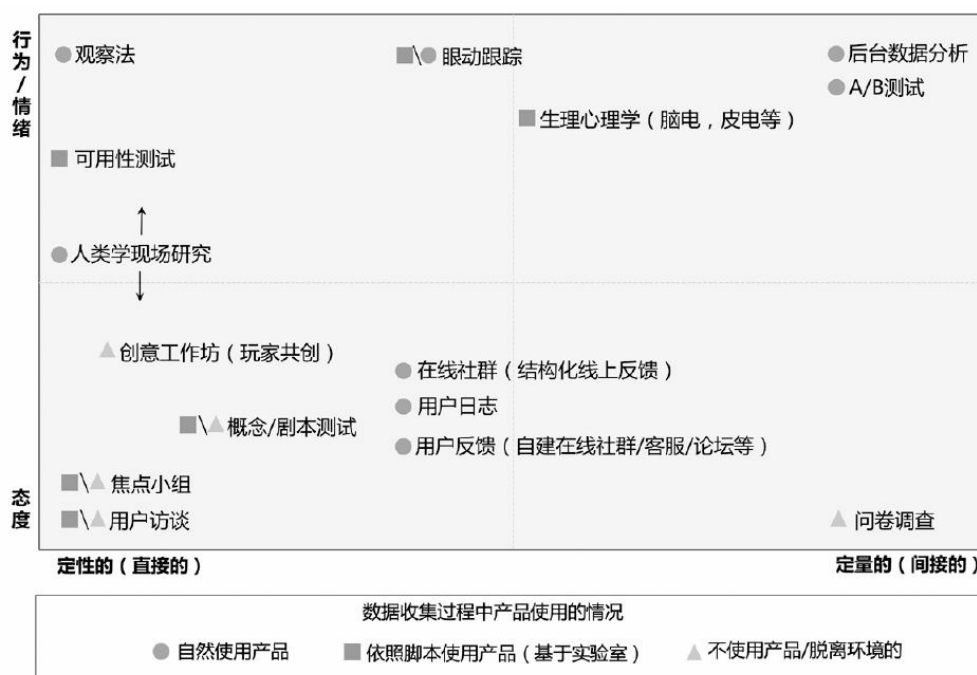 行为/情绪
观察法
眼动跟踪
后台数据分析
A/B测试
生理心理学（脑电，皮电等）
可用性测试
人类学现场研究
创意工作坊（玩家共创）
在线社群（结构化线上反馈）
用户日志
概念/剧本测试
用户反馈（自建在线社群/客服/论坛等）
焦点小组
态度
用户访谈
问卷调查
定性的（直接的）
定量的（间接的）
数据收集过程中产品使用的情况
自然使用产品
依照脚本使用产品（基于实验室）
不使用产品/脱离环境的